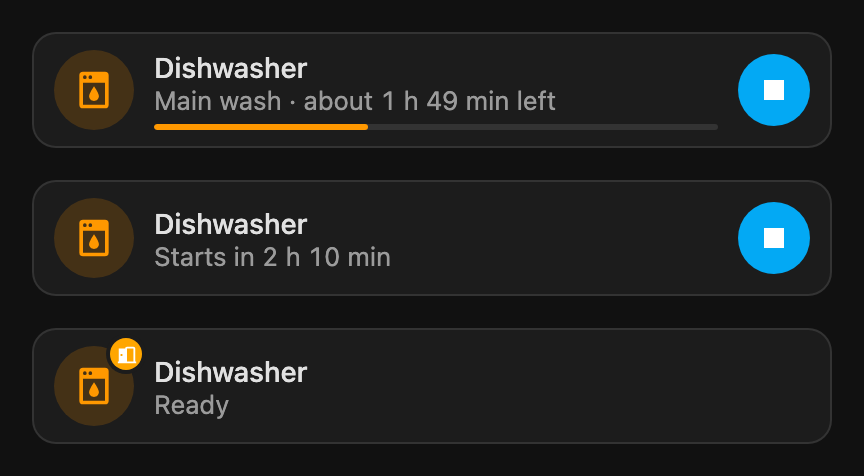 Dishwasher
Main wash · about 1 h 49 min left
Dishwasher
Starts in 2 h 10 min
Dishwasher
Ready